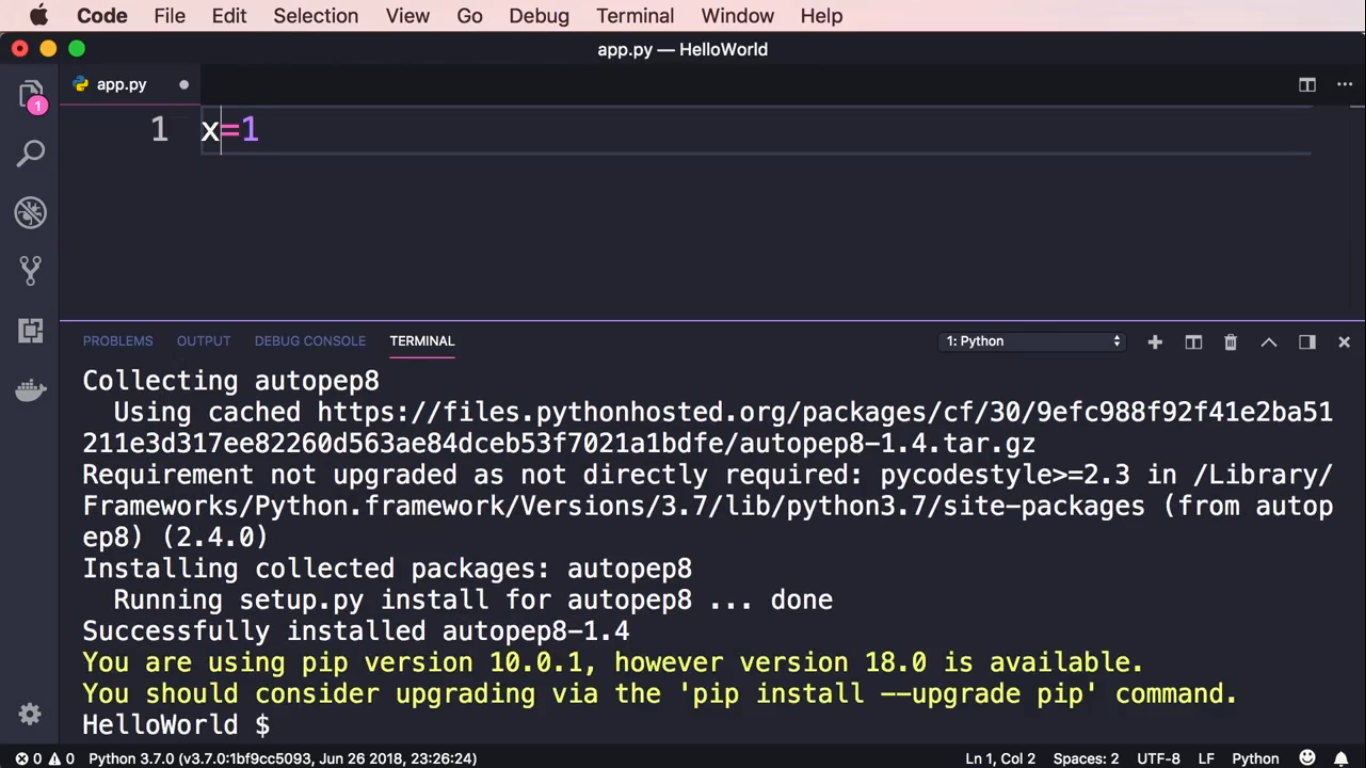 Code File Edit Selection View Go Debug Terminal Window Help
app.py — HelloWorld
app.py
1
1 x=1
PROBLEMS OUTPUT DEBUG CONSOLE TERMINAL 1: Python
Collecting autopep8
Using cached https://files.pythonhosted.org/packages/cf/30/9efc988f92f41e2ba51
211e3d317ee82260d563ae84dceb53f7021a1bdfe/autopep8-1.4.tar.gz
Requirement not upgraded as not directly required: pycodestyle>=2.3 in /Library/
Frameworks/Python.framework/Versions/3.7/lib/python3.7/site-packages (from autop
ep8) (2.4.0)
Installing collected packages: autopep8
Running setup.py install for autopep8 ... done
Successfully installed autopep8-1.4
You are using pip version 10.0.1, however version 18.0 is available.
You should consider upgrading via the 'pip install --upgrade pip' command.
HelloWorld $
0 0 Python 3.7.0 (v3.7.0:1bf9cc5093, Jun 26 2018, 23:26:24) Ln 1, Col 2 Spaces: 2 UTF-8 LF Python